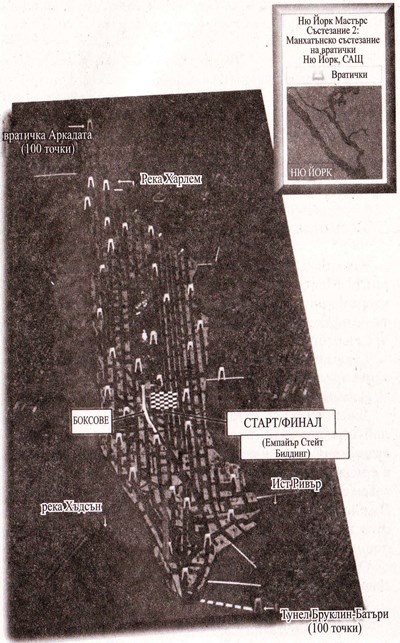 Ню Йорк Мастърс
Състезание 2:
Манхатънско състезание
на вратички
Ню Йорк, САЩ
Вратички
НЮ ЙОРК
вратичка Аркадата
(100 точки)
Река Харлем
БОКСОВЕ
СТАРТ/ФИНАЛ
(Емпайър Стейт
Билдинг)
Ист Ривър
река Хъдсън
Тунел Бруклин-Батъри
(100 точки)